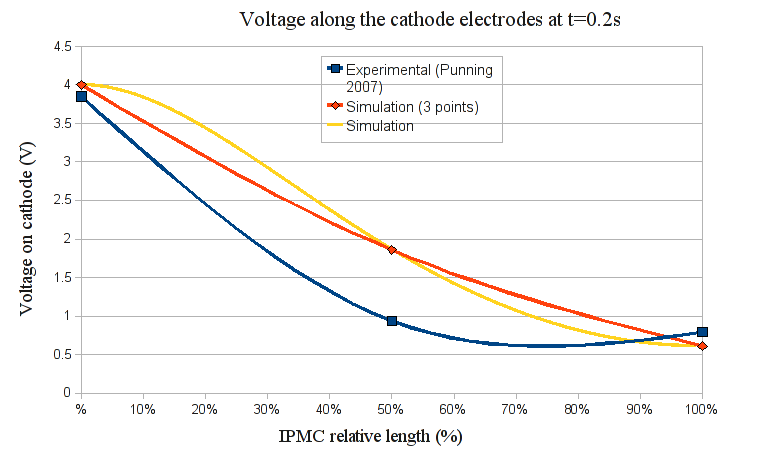 Voltage along the cathode electrodes at t=0.2s
4.5
4
3.5
3
2.5
2
1.5
1
0.5
0
Voltage on cathode (V)
Experimental (Punning
2007)
Simulation (3 points)
Simulation
% 10% 20% 30% 40% 50% 60% 70% 80% 90% 100%
IPMC relative length (%)